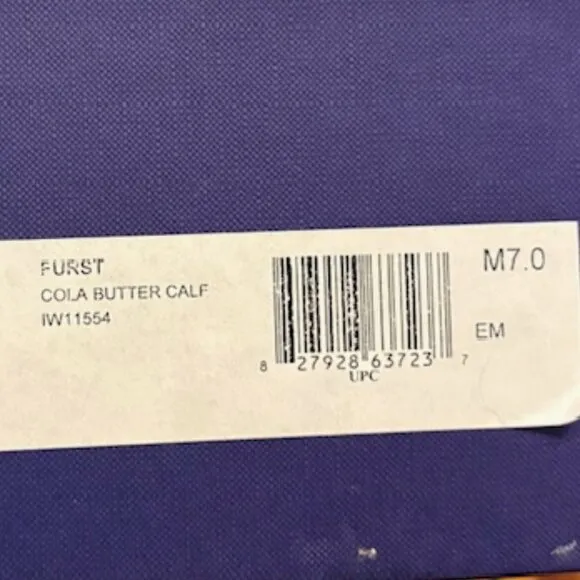 FURST
COLA BUTTER CALF
IW11554
M7.0
EM
8 27928 63723 7
UPC